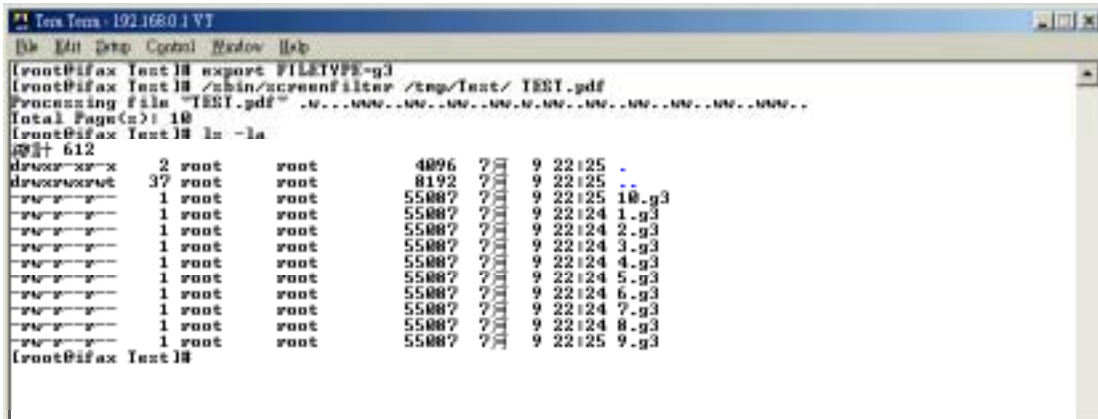 Tera Term - 192.168.0.1 VT
File Edit Setup Control Window Help
[root@ifax Test]# export FILETYPE=g3
[root@ifax Test]# /sbin/screenfilter /tmp/Test/ TEST.pdf
Processing file "TEST.pdf" .w...www..ww..ww..ww.w.ww..ww..ww..ww..ww..www..
Total Page(s): 10
[root@ifax Test]# ls -la
總計 612
drwxr-xr-x 2 root root 4096 7月 9 22:25 .
drwxrwxrwt 37 root root 8192 7月 9 22:25 ..
-rw-r--r-- 1 root root 55087 7月 9 22:25 10.g3
-rw-r--r-- 1 root root 55087 7月 9 22:24 1.g3
-rw-r--r-- 1 root root 55087 7月 9 22:24 2.g3
-rw-r--r-- 1 root root 55087 7月 9 22:24 3.g3
-rw-r--r-- 1 root root 55087 7月 9 22:24 4.g3
-rw-r--r-- 1 root root 55087 7月 9 22:24 5.g3
-rw-r--r-- 1 root root 55087 7月 9 22:24 6.g3
-rw-r--r-- 1 root root 55087 7月 9 22:24 7.g3
-rw-r--r-- 1 root root 55087 7月 9 22:24 8.g3
-rw-r--r-- 1 root root 55087 7月 9 22:25 9.g3
[root@ifax Test]#